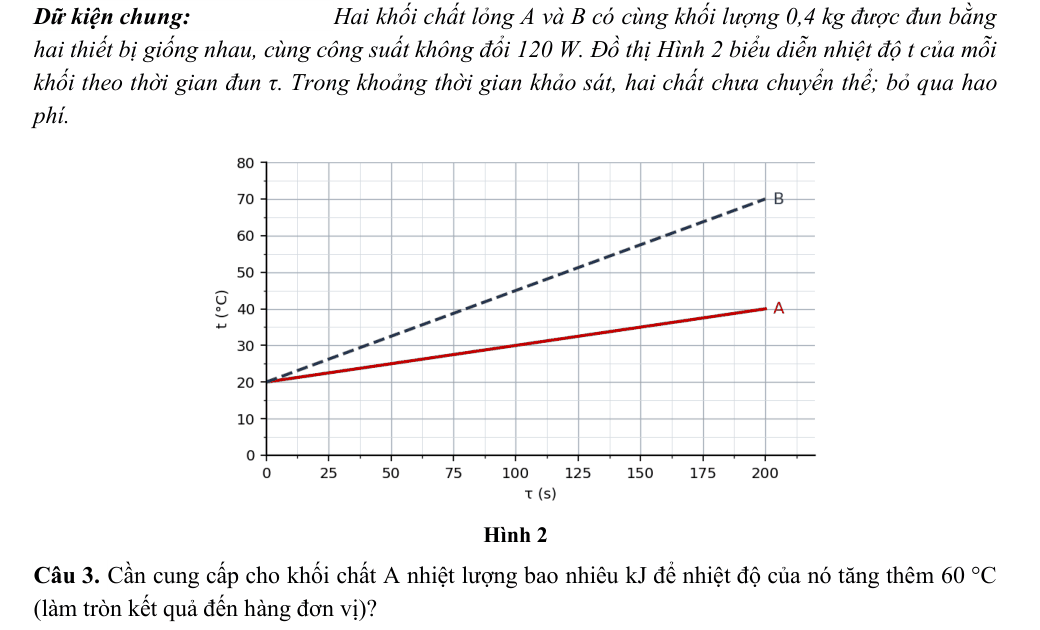 Dữ kiện chung: Hai khối chất lỏng A và B có cùng khối lượng 0,4 kg được đun bằng
hai thiết bị giống nhau, cùng công suất không đổi 120 W. Đồ thị Hình 2 biểu diễn nhiệt độ t của mỗi
khối theo thời gian đun τ. Trong khoảng thời gian khảo sát, hai chất chưa chuyển thể; bỏ qua hao
phí.
80
70
60
50
40
30
20
10
0
t (°C)
B
A
0 25 50 75 100 125 150 175 200
τ (s)
Hình 2
Câu 3. Cần cung cấp cho khối chất A nhiệt lượng bao nhiêu kJ để nhiệt độ của nó tăng thêm 60 °C
(làm tròn kết quả đến hàng đơn vị)?